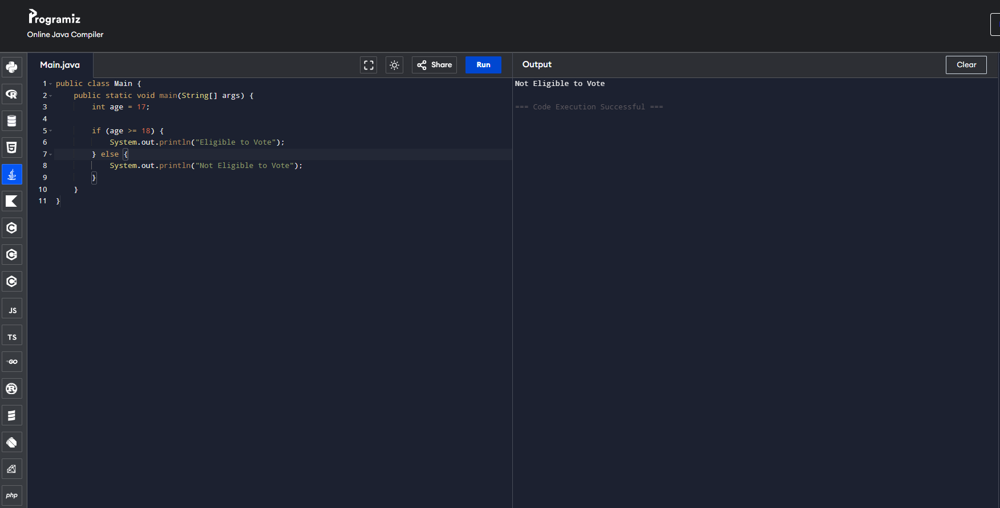 Programiz
Online Java Compiler
Main.java
Share
Run
Output
Clear
1 public class Main {
2     public static void main(String[] args) {
3         int age = 17;
4
5         if (age >= 18) {
6             System.out.println("Eligible to Vote");
7         } else {
8             System.out.println("Not Eligible to Vote");
9         }
10     }
11 }
Not Eligible to Vote
=== Code Execution Successful ===
R
5
C
C
C
JS
TS
GO
R
php